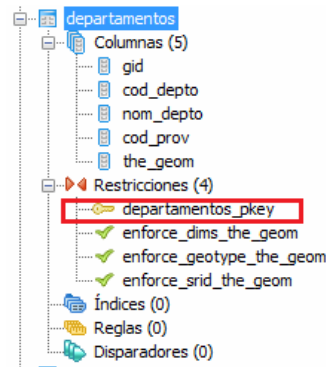 departamentos
Columnas (5)
gid
cod_depto
nom_depto
cod_prov
the_geom
Restricciones (4)
departamentos_pkey
enforce_dims_the_geom
enforce_geotype_the_geom
enforce_srid_the_geom
Índices (0)
Reglas (0)
Disparadores (0)